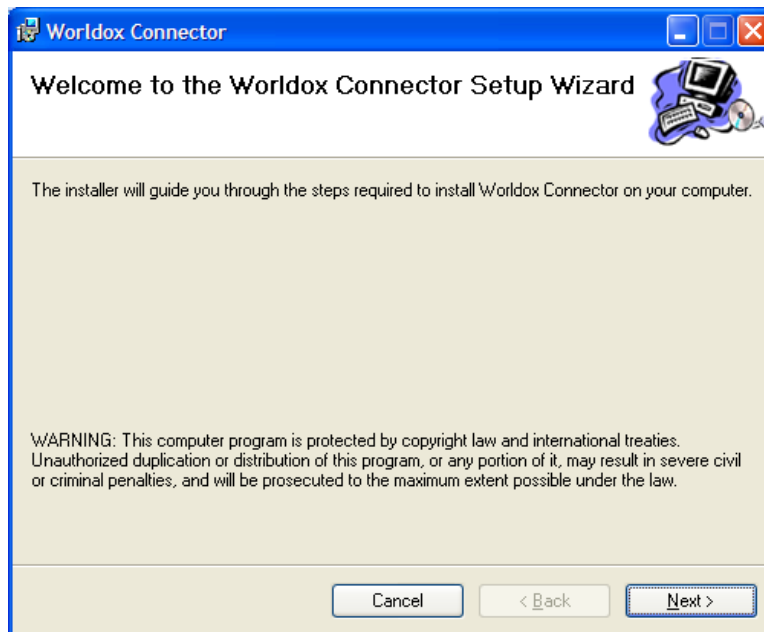 Worldox Connector
Welcome to the Worldox Connector Setup Wizard
The installer will guide you through the steps required to install Worldox Connector on your computer.
WARNING: This computer program is protected by copyright law and international treaties.
Unauthorized duplication or distribution of this program, or any portion of it, may result in severe civil
or criminal penalties, and will be prosecuted to the maximum extent possible under the law.
Cancel
< Back
Next >